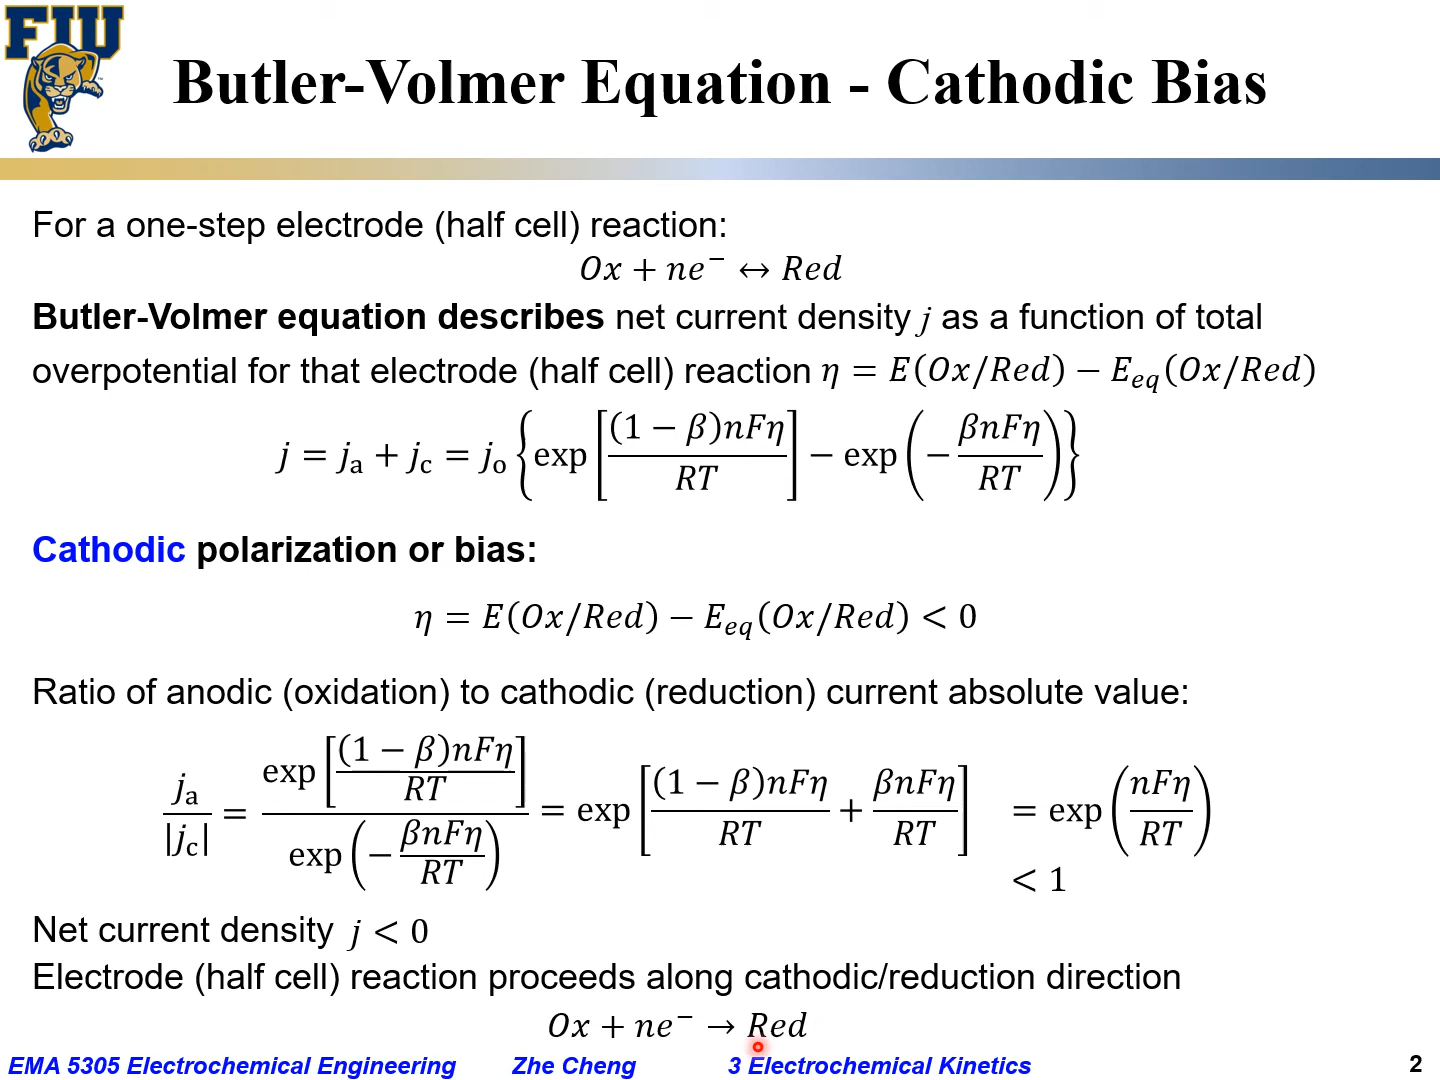 FIU
Butler-Volmer Equation - Cathodic Bias
For a one-step electrode (half cell) reaction:
Ox + ne⁻ ↔ Red
Butler-Volmer equation describes net current density j as a function of total
overpotential for that electrode (half cell) reaction η = E(Ox/Red) − E_eq(Ox/Red)
j = j_a + j_c = j_o {exp [(1 − β)nFη / RT] − exp (− βnFη / RT)}
Cathodic polarization or bias:
η = E(Ox/Red) − E_eq(Ox/Red) < 0
Ratio of anodic (oxidation) to cathodic (reduction) current absolute value:
j_a / |j_c| = exp [(1 − β)nFη / RT] / exp (− βnFη / RT) = exp [(1 − β)nFη / RT + βnFη / RT] = exp (nFη / RT)
< 1
Net current density j < 0
Electrode (half cell) reaction proceeds along cathodic/reduction direction
Ox + ne⁻ → Red
EMA 5305 Electrochemical Engineering Zhe Cheng 3 Electrochemical Kinetics 2